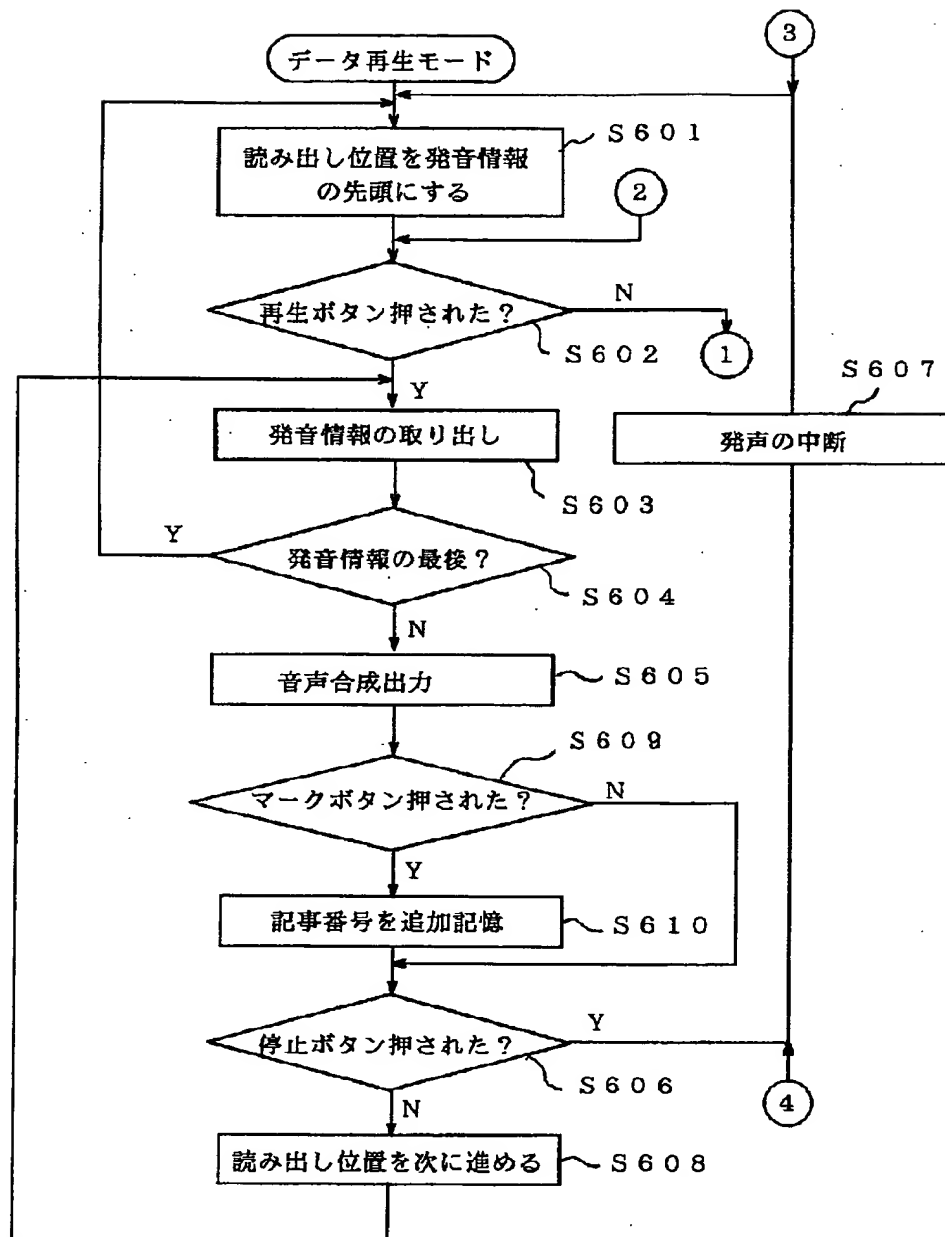 ③
データ再生モード
S601
読み出し位置を発音情報
の先頭にする
②
再生ボタン押された？
N
S602
①
S607
Y
発音情報の取り出し
発声の中断
S603
Y
発音情報の最後？
S604
N
音声合成出力
S605
S609
マークボタン押された？
N
Y
記事番号を追加記憶
S610
停止ボタン押された？
Y
S606
④
N
読み出し位置を次に進める
S608